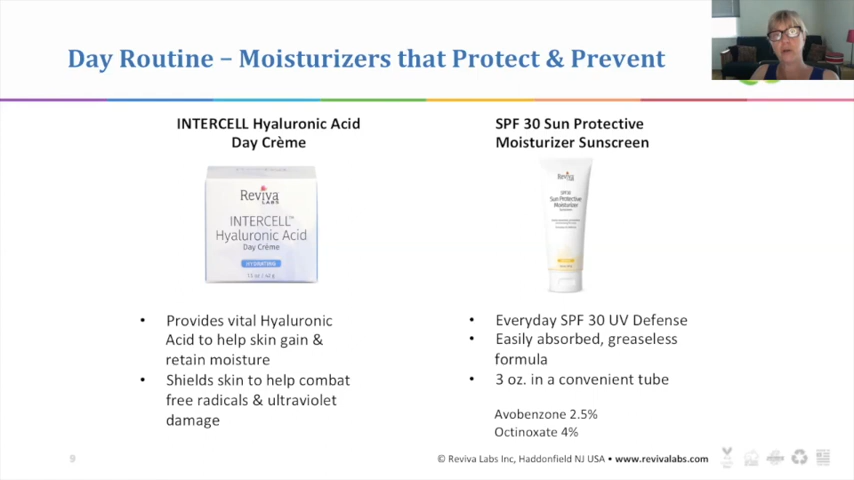 Day Routine – Moisturizers that Protect & Prevent
INTERCELL Hyaluronic Acid
Day Crème
Reviva
LABS
INTERCELL™
Hyaluronic Acid
Day Crème
HYDRATING
• Provides vital Hyaluronic
Acid to help skin gain &
retain moisture
• Shields skin to help combat
free radicals & ultraviolet
damage
SPF 30 Sun Protective
Moisturizer Sunscreen
Reviva
LABS
SPF 30
Sun Protective
Moisturizer
• Everyday SPF 30 UV Defense
• Easily absorbed, greaseless
formula
• 3 oz. in a convenient tube
Avobenzone 2.5%
Octinoxate 4%
9
© Reviva Labs Inc, Haddonfield NJ USA • www.revivalabs.com